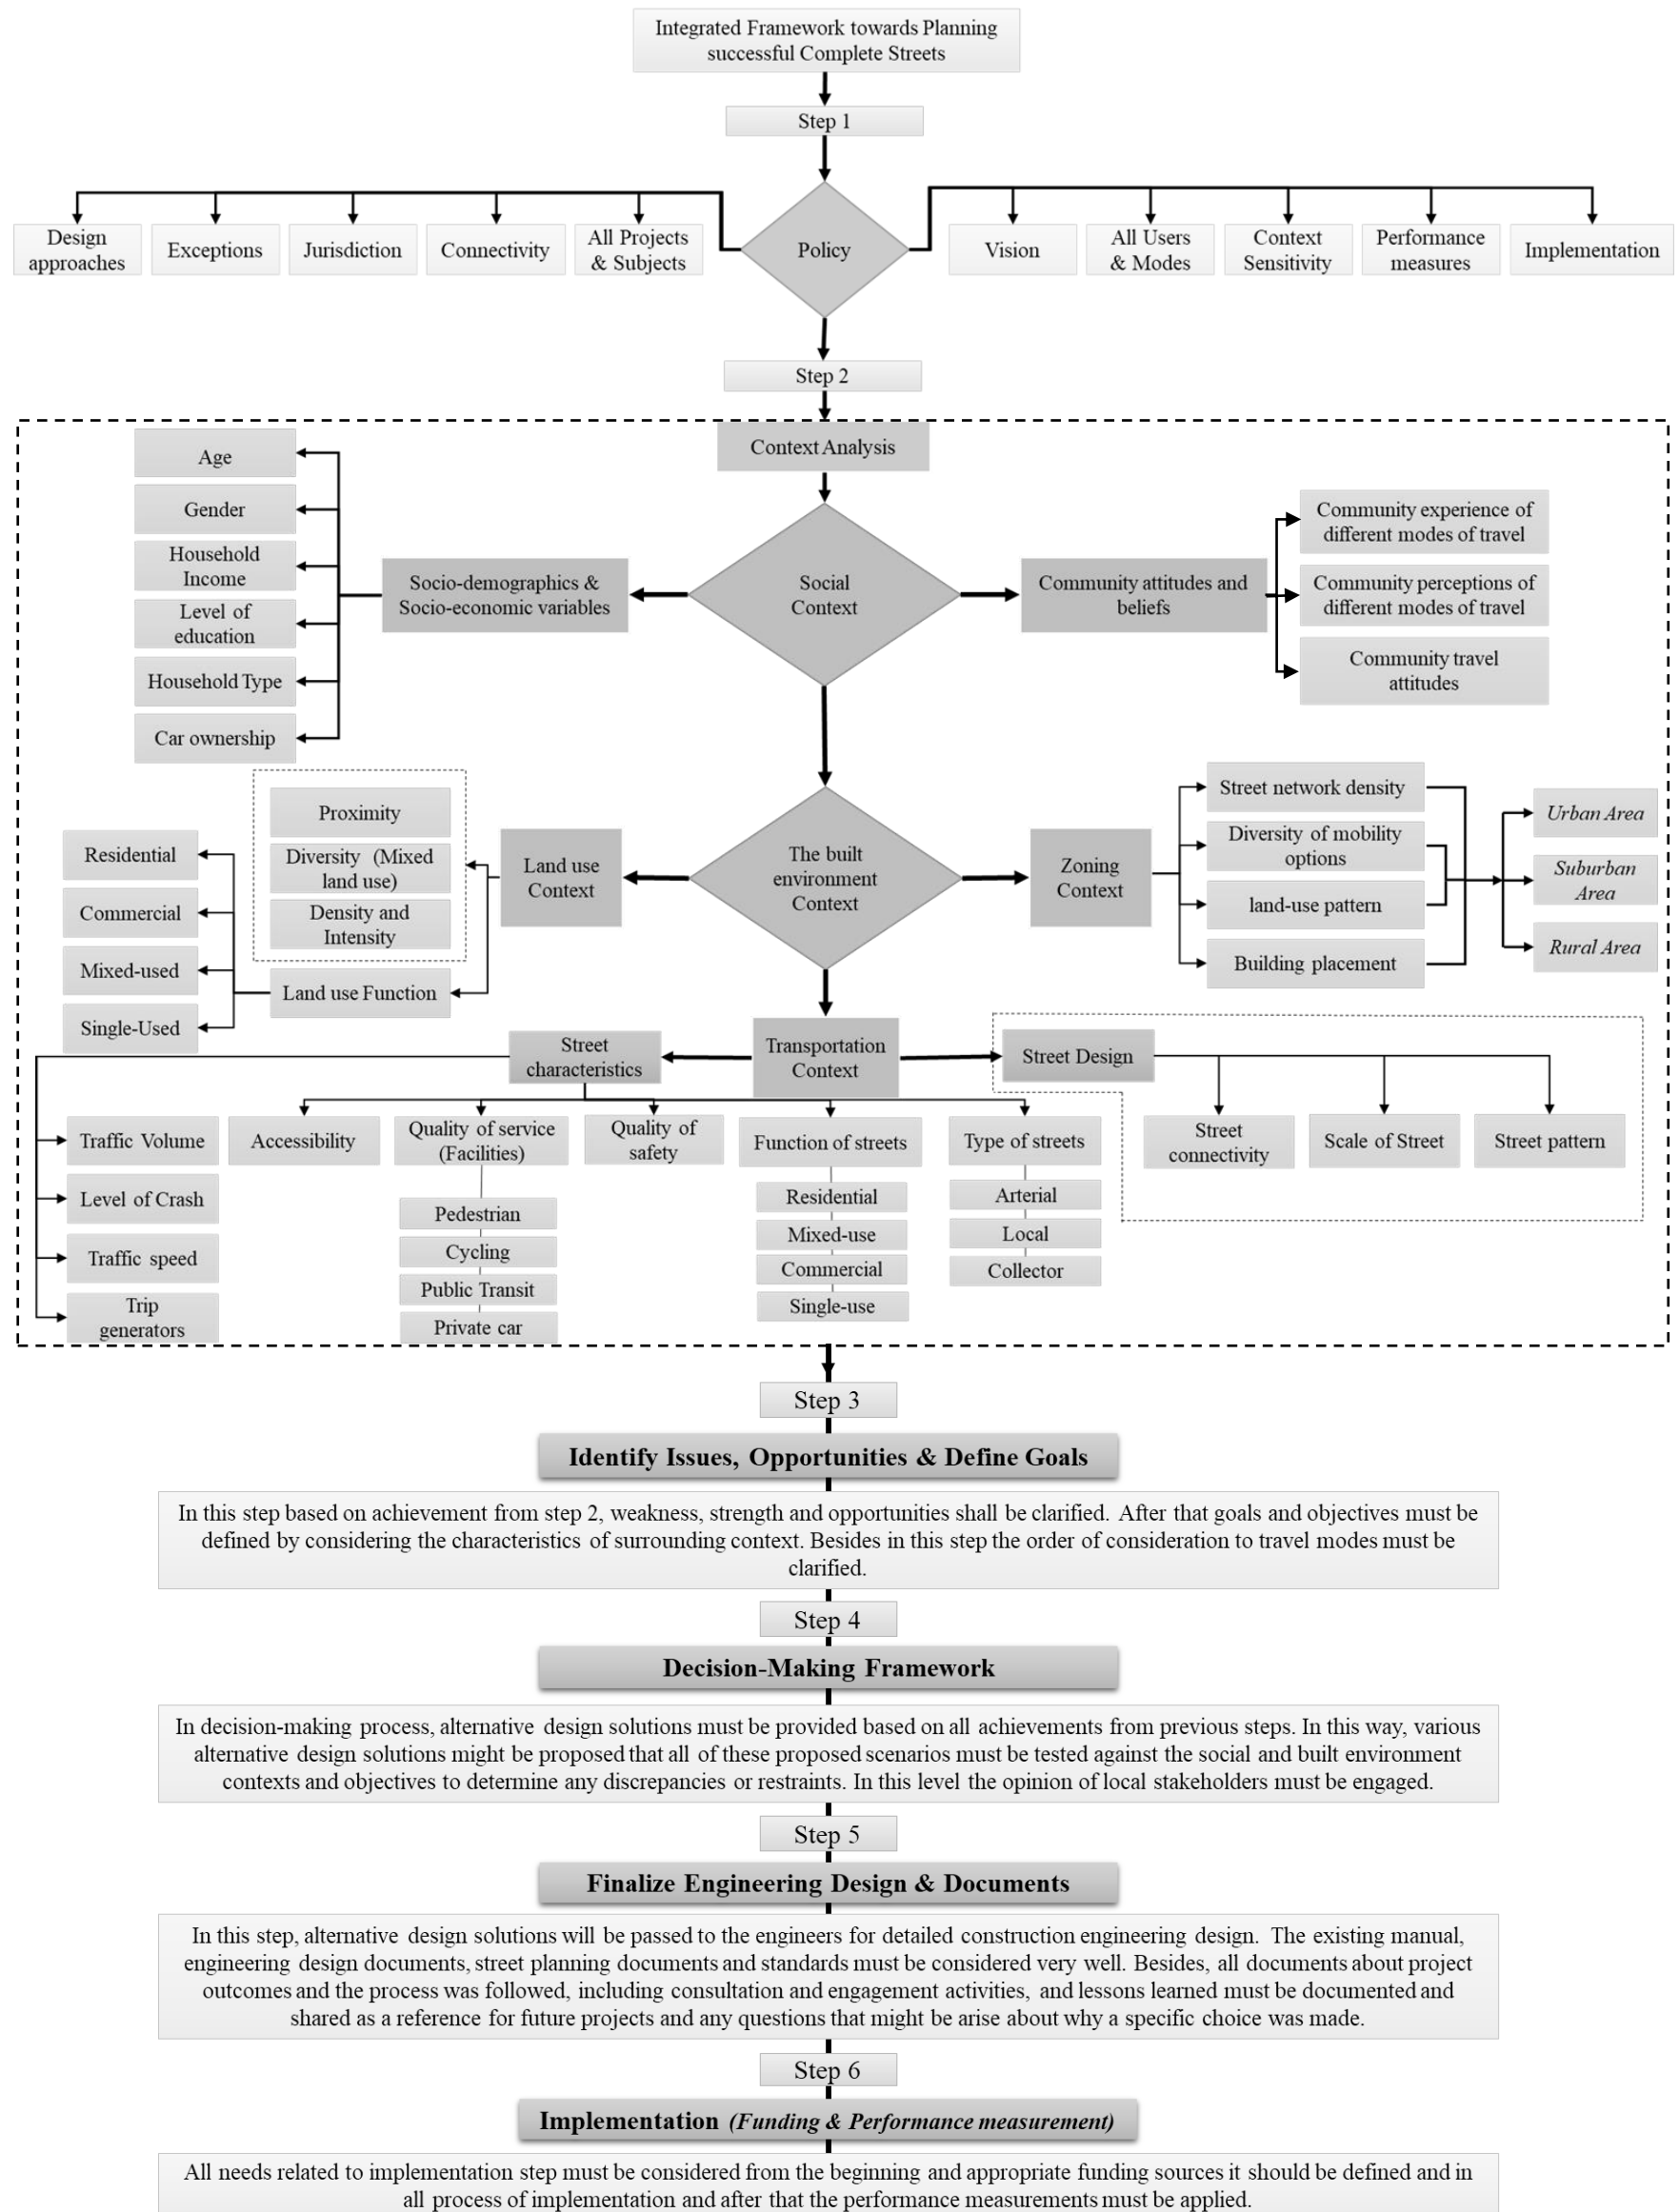 Integrated Framework towards Planning
successful Complete Streets
Step 1
Policy
Design
approaches
Exceptions
Jurisdiction
Connectivity
All Projects
& Subjects
Vision
All Users
& Modes
Context
Sensitivity
Performance
measures
Implementation
Step 2
Context Analysis
Social
Context
Socio-demographics &
Socio-economic variables
Age
Gender
Household
Income
Level of
education
Household Type
Car ownership
Community attitudes and
beliefs
Community experience of
different modes of travel
Community perceptions of
different modes of travel
Community travel
attitudes
The built
environment
Context
Land use
Context
Proximity
Diversity (Mixed
land use)
Density and
Intensity
Land use Function
Residential
Commercial
Mixed-used
Single-Used
Zoning
Context
Street network density
Diversity of mobility
options
land-use pattern
Building placement
Urban Area
Suburban
Area
Rural Area
Transportation
Context
Street
characteristics
Traffic Volume
Level of Crash
Traffic speed
Trip
generators
Accessibility
Quality of service
(Facilities)
Pedestrian
Cycling
Public Transit
Private car
Quality of
safety
Function of streets
Residential
Mixed-use
Commercial
Single-use
Type of streets
Arterial
Local
Collector
Street Design
Street
connectivity
Scale of Street
Street pattern
Step 3
Identify Issues, Opportunities & Define Goals
In this step based on achievement from step 2, weakness, strength and opportunities shall be clarified. After that goals and objectives must be
defined by considering the characteristics of surrounding context. Besides in this step the order of consideration to travel modes must be
clarified.
Step 4
Decision-Making Framework
In decision-making process, alternative design solutions must be provided based on all achievements from previous steps. In this way, various
alternative design solutions might be proposed that all of these proposed scenarios must be tested against the social and built environment
contexts and objectives to determine any discrepancies or restraints. In this level the opinion of local stakeholders must be engaged.
Step 5
Finalize Engineering Design & Documents
In this step, alternative design solutions will be passed to the engineers for detailed construction engineering design. The existing manual,
engineering design documents, street planning documents and standards must be considered very well. Besides, all documents about project
outcomes and the process was followed, including consultation and engagement activities, and lessons learned must be documented and
shared as a reference for future projects and any questions that might be arise about why a specific choice was made.
Step 6
Implementation (Funding & Performance measurement)
All needs related to implementation step must be considered from the beginning and appropriate funding sources it should be defined and in
all process of implementation and after that the performance measurements must be applied.